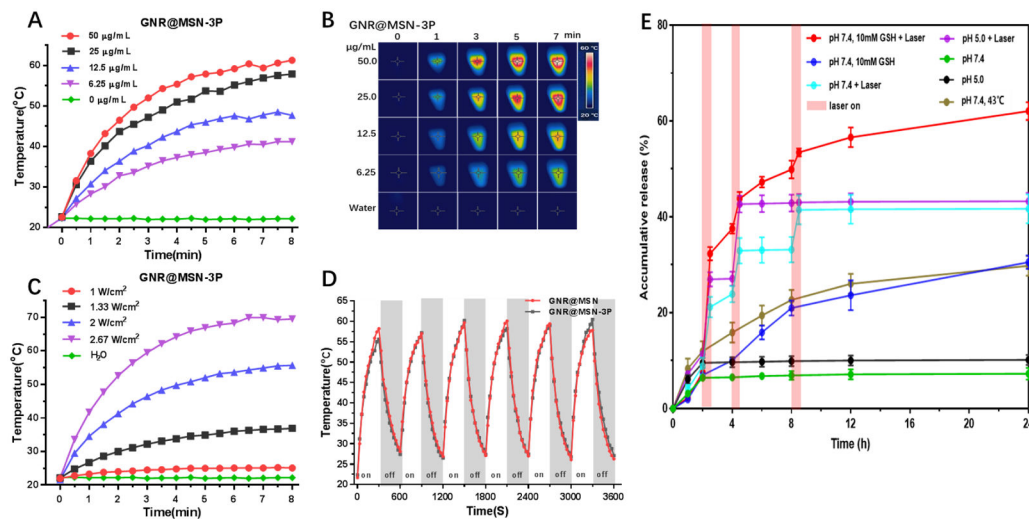 A
GNR@MSN-3P
50 μg/mL
25 μg/mL
12.5 μg/mL
6.25 μg/mL
0 μg/mL
Temperature(°C)
70
60
50
40
30
20
0 1 2 3 4 5 6 7 8
Time(min)
B
GNR@MSN-3P
μg/mL 0 1 3 5 7 min
50.0
25.0
12.5
6.25
Water
60 °C
20 °C
C
GNR@MSN-3P
1 W/cm²
1.33 W/cm²
2 W/cm²
2.67 W/cm²
H₂O
Temperature(°C)
80
70
60
50
40
30
20
0 1 2 3 4 5 6 7 8
Time(min)
D
GNR@MSN
GNR@MSN-3P
Temperature(°C)
65
60
55
50
45
40
35
30
25
20
on off on off on off on off on off on off
0 600 1200 1800 2400 3000 3600
Time(S)
E
pH 7.4, 10mM GSH + Laser
pH 7.4, 10mM GSH
pH 7.4 + Laser
laser on
pH 5.0 + Laser
pH 7.4
pH 5.0
pH 7.4, 43°C
Accumulative release (%)
80
60
40
20
0
0 4 8 12 16 20 24
Time (h)